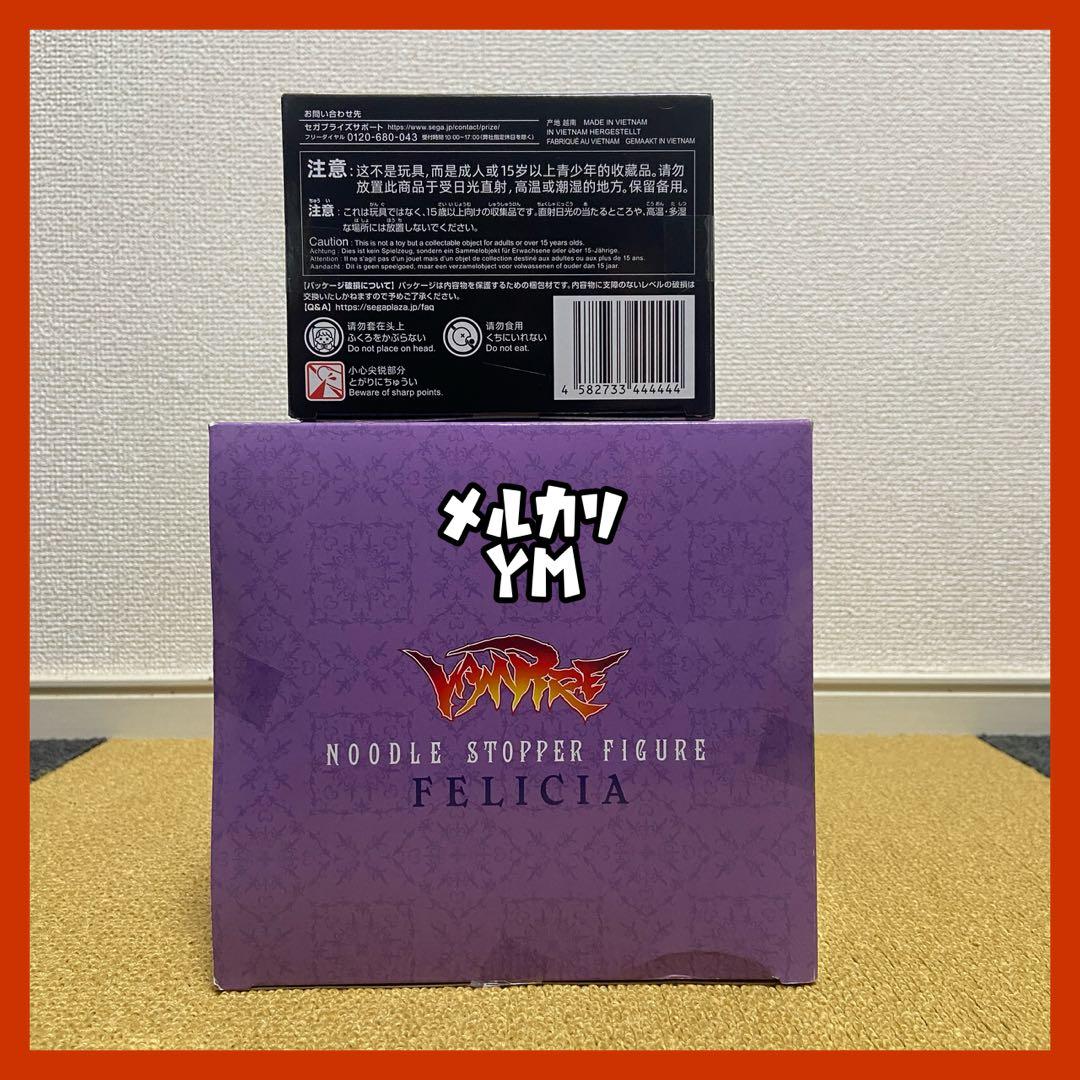 お問い合わせ先
セガプライズサポート https://www.sega.jp/contact/prize/
フリーダイヤル 0120-680-043 受付時間10:00〜17:00(弊社指定休日を除く)
产地 越南 MADE IN VIETNAM
IN VIETNAM HERGESTELLT
FABRIQUÉ AU VIETNAM GEMAAKT IN VIETNAM
注意:这不是玩具,而是成人或15岁以上青少年的收藏品。请勿
放置此商品于受日光直射,高温或潮湿的地方。保留备用。
注意:これは玩具ではなく、15歳以上向けの収集品です。直射日光の当たるところや、高温・多湿
な場所には放置しないでください。
Caution : This is not a toy but a collectable object for adults or over 15 years olds.
Achtung : Dies ist kein Spielzeug, sondern ein Sammelobjekt für Erwachsene oder über 15-Jährige.
Attention : Il ne s'agit pas d'un jouet mais d'un objet de collection destiné aux adultes ou aux plus de 15 ans.
Aandacht : Dit is geen speelgoed, maar een verzamelobject voor volwassenen of ouder dan 15 jaar.
【パッケージ破損について】パッケージは内容物を保護するための梱包材です。内容物に支障のないレベルの破損は
交換いたしかねますので予めご了承ください。
【Q&A】https://segaplaza.jp/faq
请勿套在头上
ふくろをかぶらない
Do not place on head.
请勿食用
くちにいれない
Do not eat.
小心尖锐部分
とがりにちゅうい
Beware of sharp points.
4 582733 444444
メルカリ
YM
VAMPIRE
NOODLE STOPPER FIGURE
FELICIA